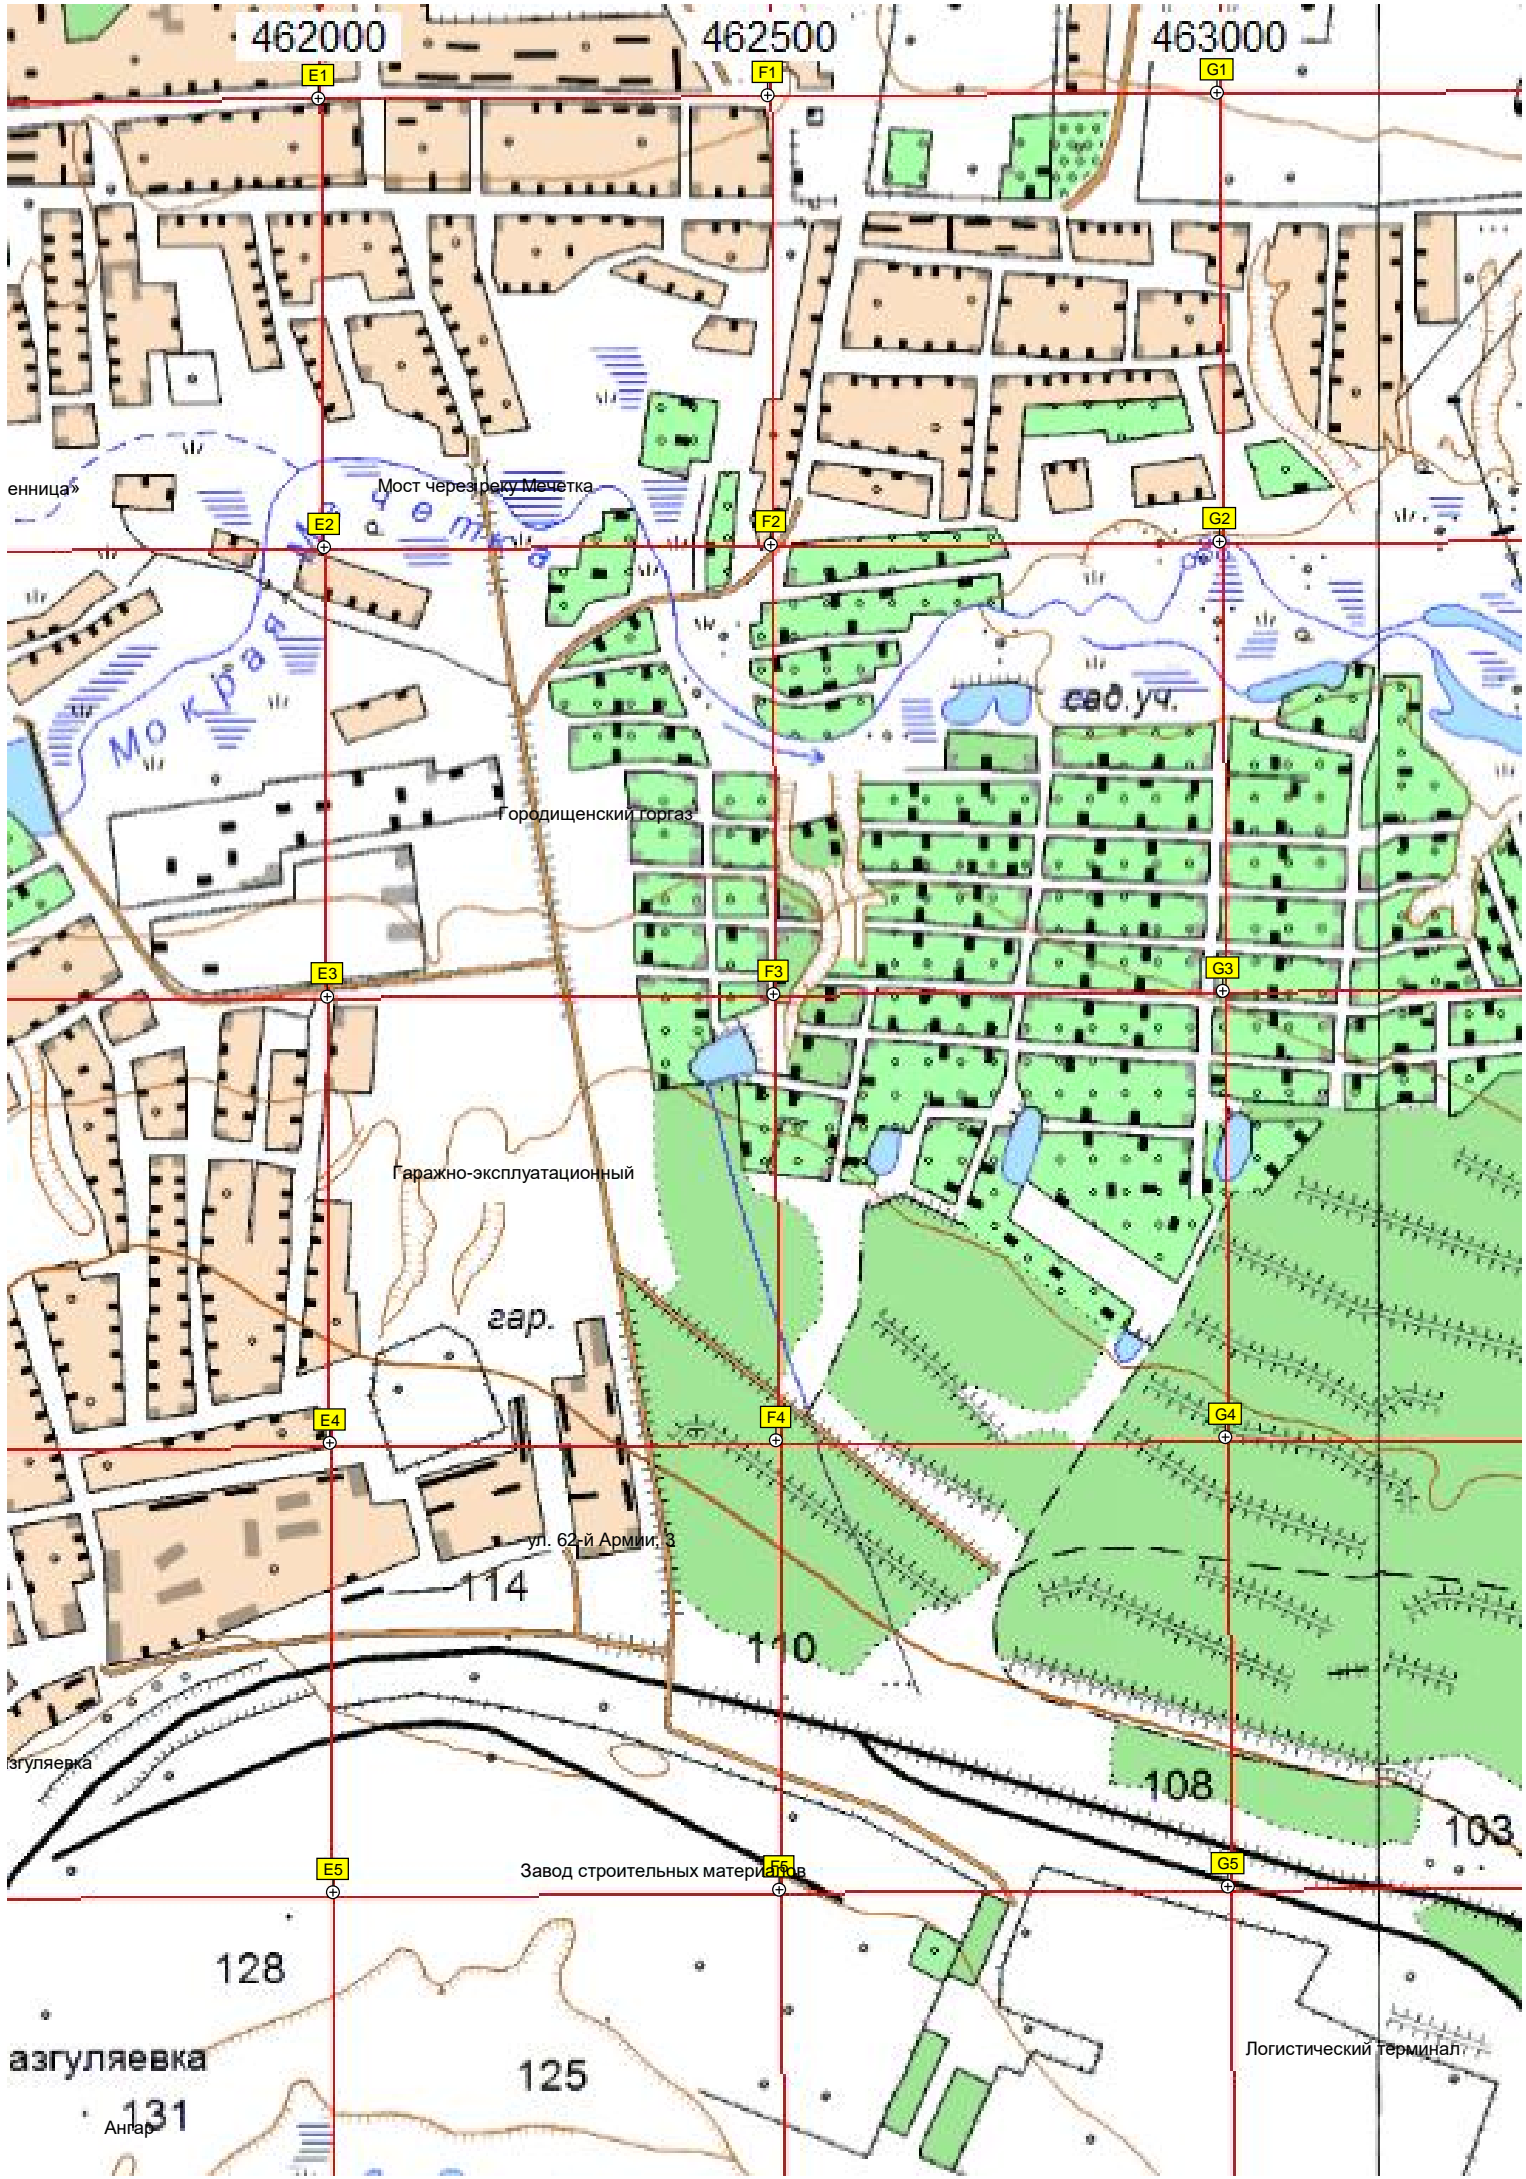 462000 462500 463000
E1 F1 G1
енница»
Мост через реку Мечетка
E2 F2 G2
Мокрая
Мечетка
сад.уч.
Городищенский горгаз
E3 F3 G3
Гаражно-эксплуатационный
гар.
E4 F4 G4
ул. 62-й Армии, 3
114
110
згуляевка
108
103
Завод строительных материалов
E5 F5 G5
128
азгуляевка
125
Логистический терминал
131
Ангар